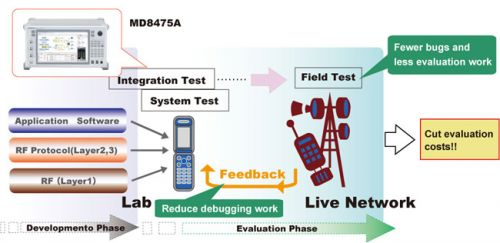 MD8475A
Integration Test
System Test
Field Test
Fewer bugs and
less evaluation work
Application Software
RF Protocol(Layer2,3)
RF (Layer1)
Feedback
Cut evaluation
costs!!
Lab
Live Network
Reduce debugging work
Developmento Phase
Evaluation Phase